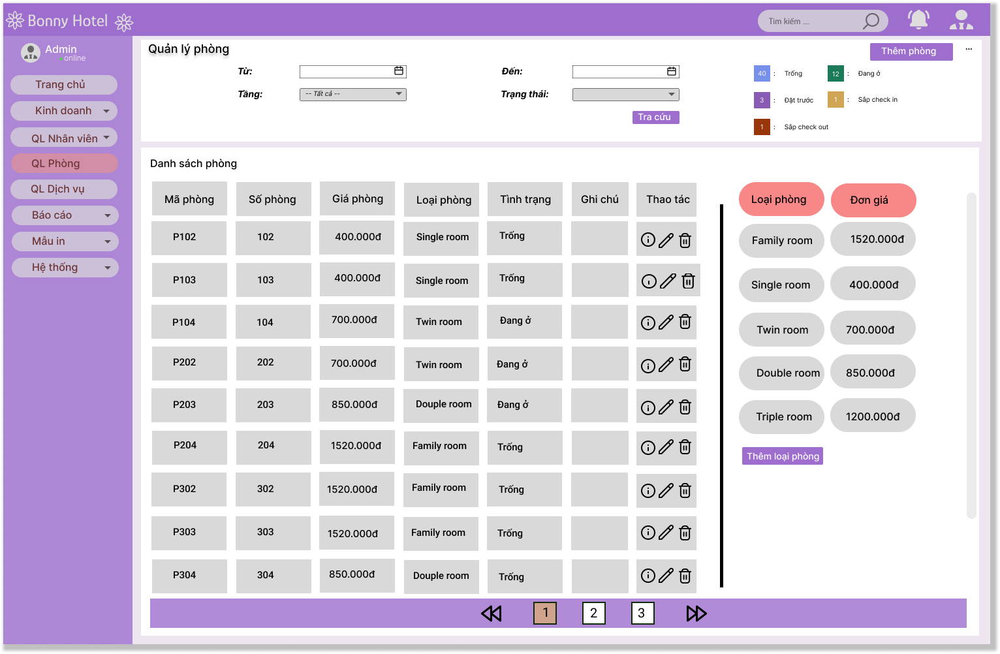 Bonny Hotel
Tìm kiếm ....
Admin
online
Trang chủ
Kinh doanh
QL Nhân viên
QL Phòng
QL Dịch vụ
Báo cáo
Mẫu in
Hệ thống
Quản lý phòng
Thêm phòng
...
Từ:
Đến:
Tầng:
-- Tất cả --
Trạng thái:
Tra cứu
40 : Trống
12 : Đang ở
3 : Đặt trước
1 : Sắp check in
1 : Sắp check out
Danh sách phòng
Mã phòng Số phòng Giá phòng Loại phòng Tình trạng Ghi chú Thao tác
P102 102 400.000đ Single room Trống
P103 103 400.000đ Single room Trống
P104 104 700.000đ Twin room Đang ở
P202 202 700.000đ Twin room Đang ở
P203 203 850.000đ Douple room Đang ở
P204 204 1520.000đ Family room Trống
P302 302 1520.000đ Family room Trống
P303 303 1520.000đ Family room Trống
P304 304 850.000đ Douple room Trống
Loại phòng Đơn giá
Family room 1520.000đ
Single room 400.000đ
Twin room 700.000đ
Double room 850.000đ
Triple room 1200.000đ
Thêm loại phòng
1 2 3